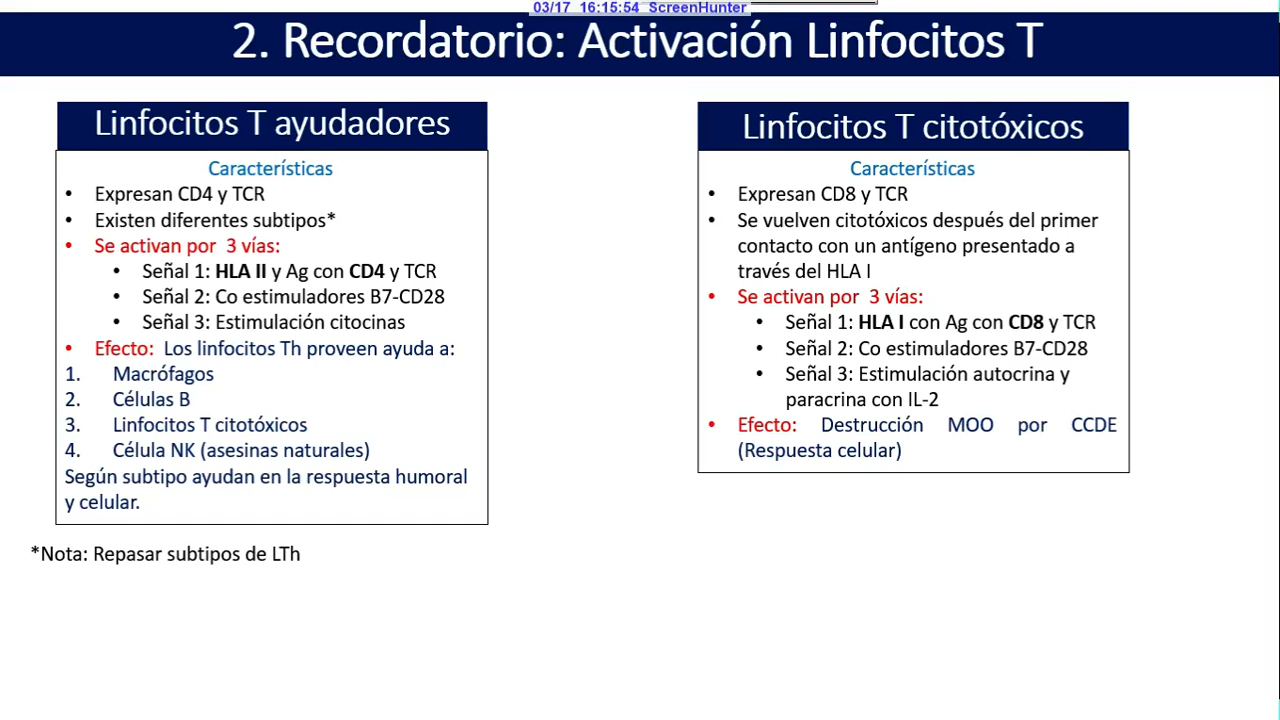 03/17 16:15:54 ScreenHunter
2. Recordatorio: Activación Linfocitos T
Linfocitos T ayudadores
Características
• Expresan CD4 y TCR
• Existen diferentes subtipos*
• Se activan por 3 vías:
• Señal 1: HLA II y Ag con CD4 y TCR
• Señal 2: Co estimuladores B7-CD28
• Señal 3: Estimulación citocinas
• Efecto: Los linfocitos Th proveen ayuda a:
1. Macrófagos
2. Células B
3. Linfocitos T citotóxicos
4. Célula NK (asesinas naturales)
Según subtipo ayudan en la respuesta humoral
y celular.
*Nota: Repasar subtipos de LTh
Linfocitos T citotóxicos
Características
• Expresan CD8 y TCR
• Se vuelven citotóxicos después del primer
contacto con un antígeno presentado a
través del HLA I
• Se activan por 3 vías:
• Señal 1: HLA I con Ag con CD8 y TCR
• Señal 2: Co estimuladores B7-CD28
• Señal 3: Estimulación autocrina y
paracrina con IL-2
• Efecto: Destrucción MOO por CCDE
(Respuesta celular)